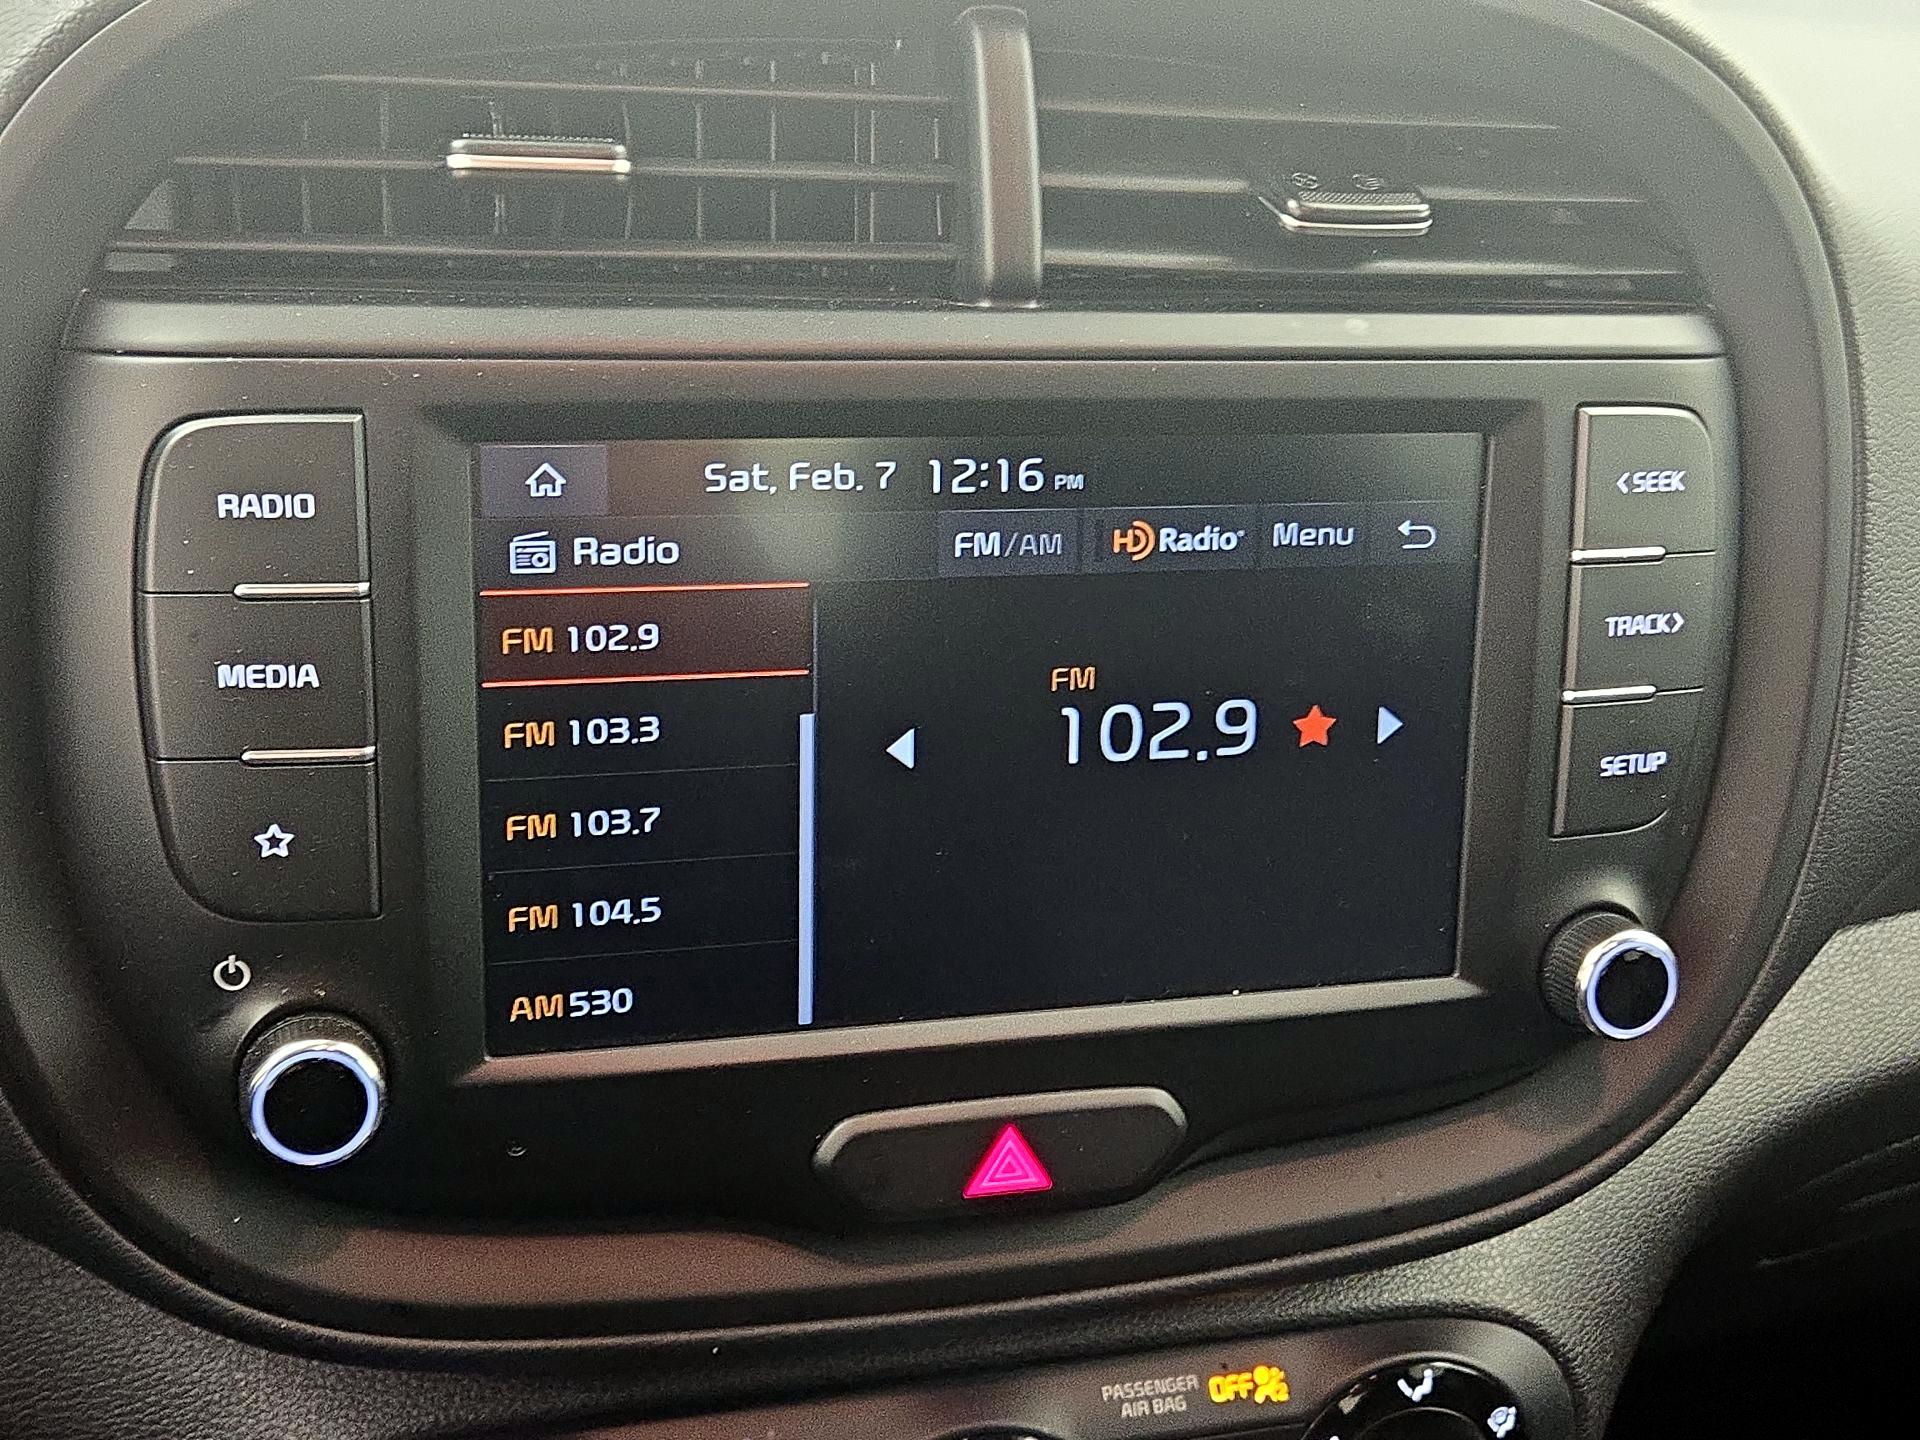 Sat, Feb. 7 12:16 PM
Radio FM/AM HD Radio Menu
FM 102.9
FM 103.3
FM 103.7
FM 104.5
AM 530
FM
102.9
RADIO
MEDIA
<SEEK
TRACK>
SETUP
PASSENGER
AIR BAG
OFF
2